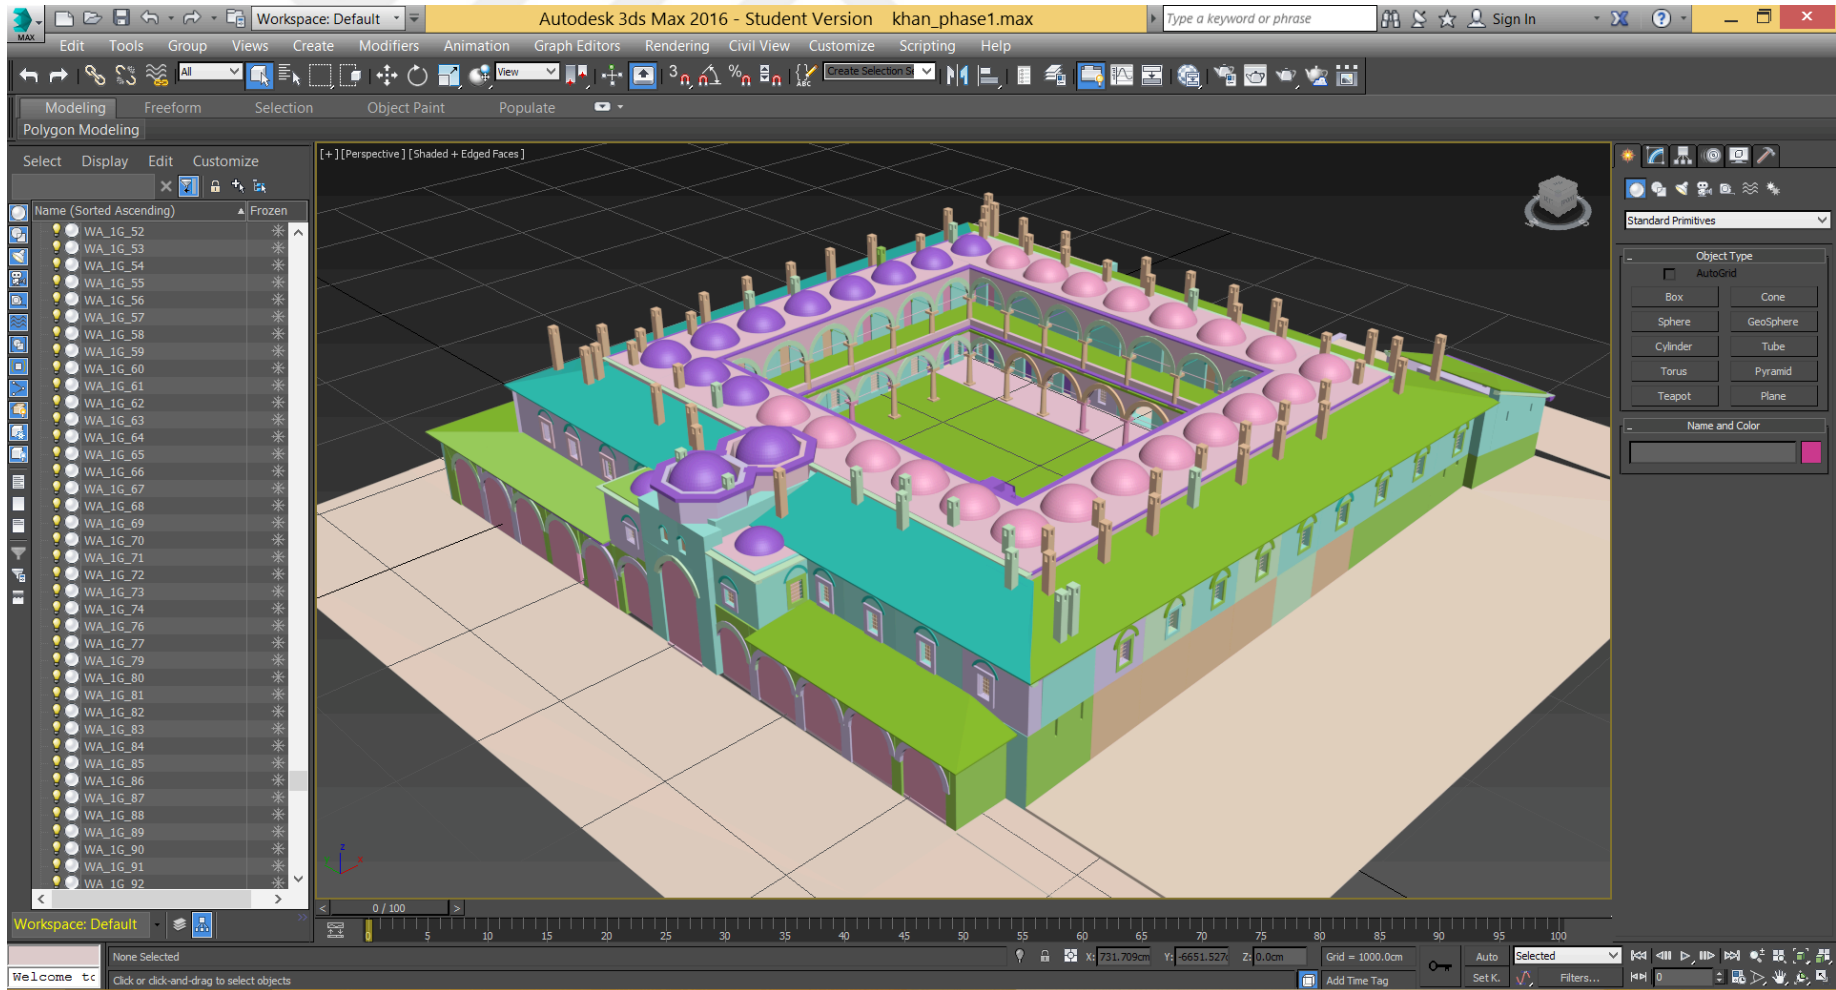 MAX
Workspace: Default
Autodesk 3ds Max 2016 - Student Version khan_phase1.max
Type a keyword or phrase
Sign In
Edit Tools Group Views Create Modifiers Animation Graph Editors Rendering Civil View Customize Scripting Help
All
View
Create Selection Se
Modeling Freeform Selection Object Paint Populate
Polygon Modeling
Select Display Edit Customize
Name (Sorted Ascending) Frozen
WA_1G_52
WA_1G_53
WA_1G_54
WA_1G_55
WA_1G_56
WA_1G_57
WA_1G_58
WA_1G_59
WA_1G_60
WA_1G_61
WA_1G_62
WA_1G_63
WA_1G_64
WA_1G_65
WA_1G_66
WA_1G_67
WA_1G_68
WA_1G_69
WA_1G_70
WA_1G_71
WA_1G_72
WA_1G_73
WA_1G_74
WA_1G_76
WA_1G_77
WA_1G_79
WA_1G_80
WA_1G_81
WA_1G_82
WA_1G_83
WA_1G_84
WA_1G_85
WA_1G_86
WA_1G_87
WA_1G_88
WA_1G_89
WA_1G_90
WA_1G_91
WA_1G_92
Workspace: Default
[+] [Perspective] [Shaded + Edged Faces]
Standard Primitives
Object Type
AutoGrid
Box Cone
Sphere GeoSphere
Cylinder Tube
Torus Pyramid
Teapot Plane
Name and Color
0 / 100
0 5 10 15 20 25 30 35 40 45 50 55 60 65 70 75 80 85 90 95 100
None Selected
X: 731.709cm Y: -6651.527c Z: 0.0cm Grid = 1000.0cm
Auto Selected
Welcome to
Click or click-and-drag to select objects
Add Time Tag
Set K. Filters...
0